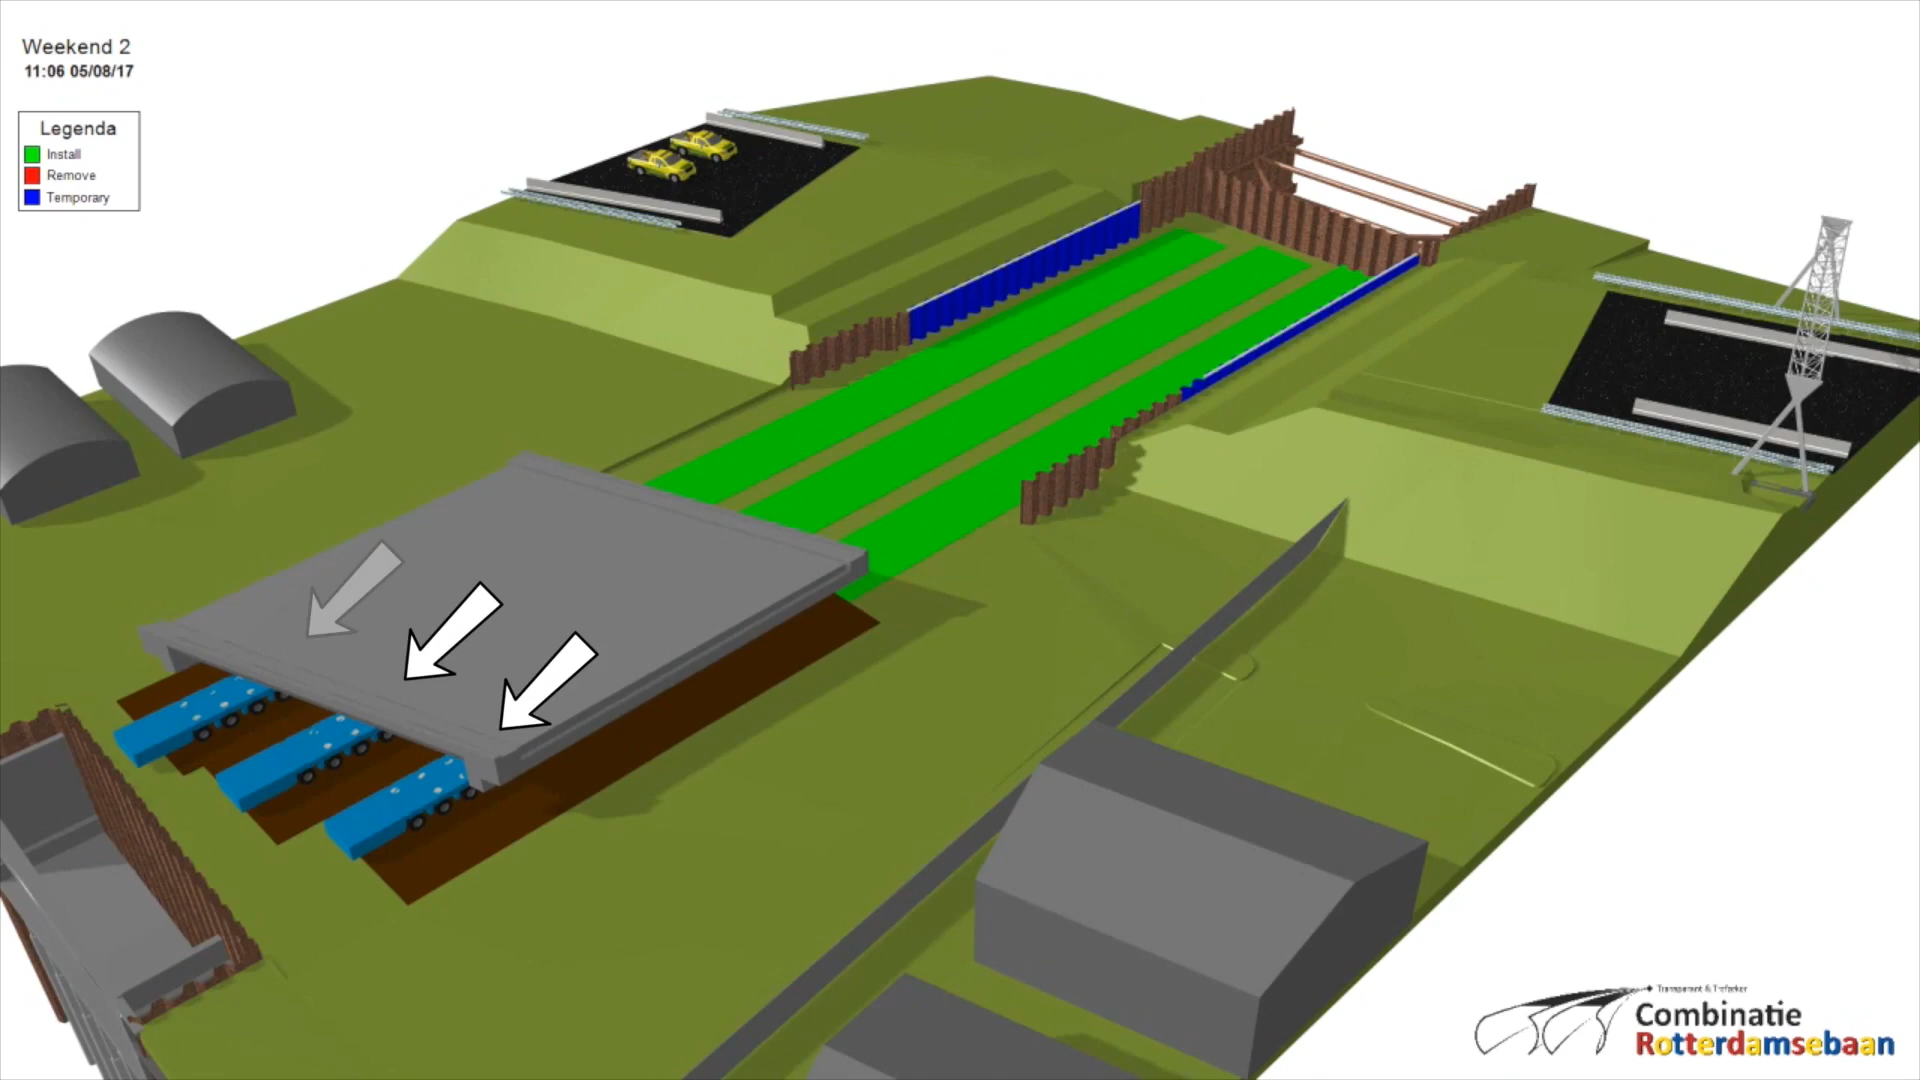 Weekend 2
11:06 05/08/17
Legenda
Install
Remove
Temporary
Combinatie
Rotterdamsebaan